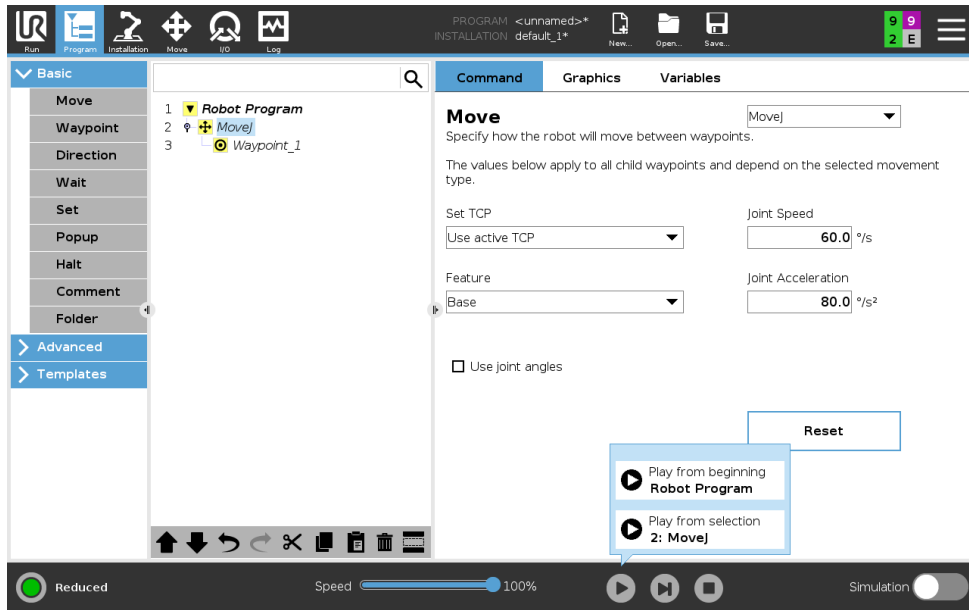 UR
PROGRAM <unnamed>*
INSTALLATION default_1*
Run
Program
Installation
Move
I/O
Log
New...
Open...
Save...
9 9
2 E
Basic
Move
Waypoint
Direction
Wait
Set
Popup
Halt
Comment
Folder
Advanced
Templates
1 Robot Program
2 MoveJ
3 Waypoint_1
Command
Graphics
Variables
Move
MoveJ
Specify how the robot will move between waypoints.
The values below apply to all child waypoints and depend on the selected movement
type.
Set TCP
Joint Speed
Use active TCP
60.0 °/s
Feature
Joint Acceleration
Base
80.0 °/s²
Use joint angles
Reset
Play from beginning
Robot Program
Play from selection
2: MoveJ
Reduced
Speed
100%
Simulation